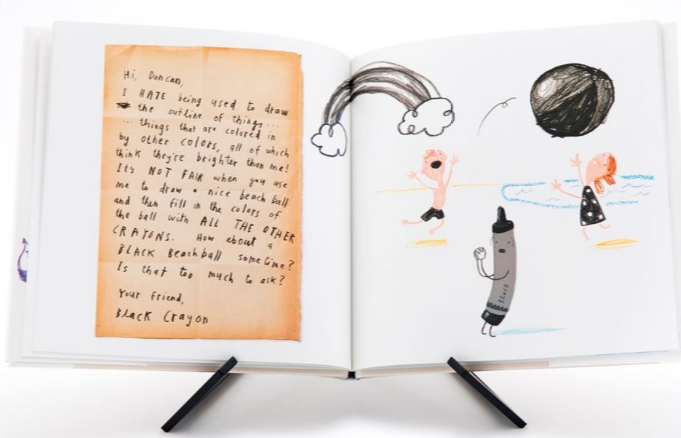 Hi, Duncan,
I HATE being used to draw
the outline of things...
... things that are colored in
by other colors, all of which
think they're brighter than me!
It's NOT FAIR when you use
me to draw a nice beach ball
and then fill in the colors of
the ball with ALL THE OTHER
CRAYONS. How about a
BLACK Beach ball sometime?
Is that too much to ask?
Your friend,
Black Crayon